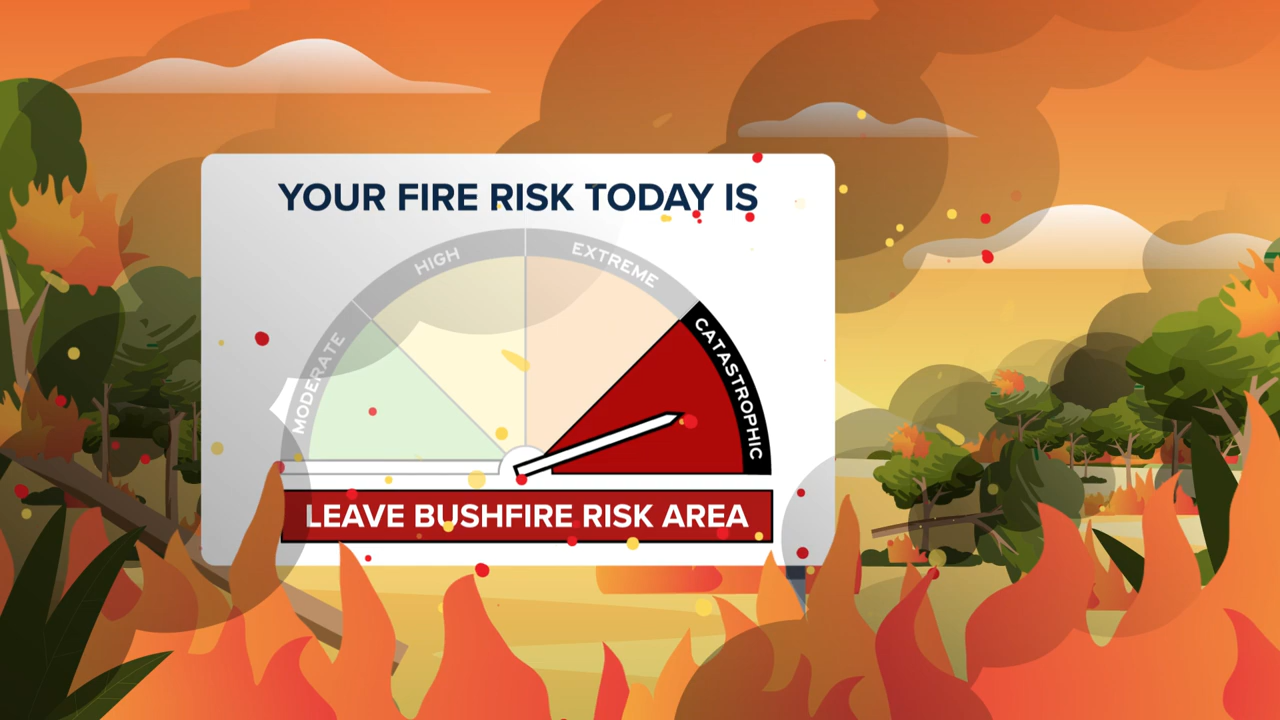 YOUR FIRE RISK TODAY IS
MODERATE
HIGH
EXTREME
CATASTROPHIC
LEAVE BUSHFIRE RISK AREA